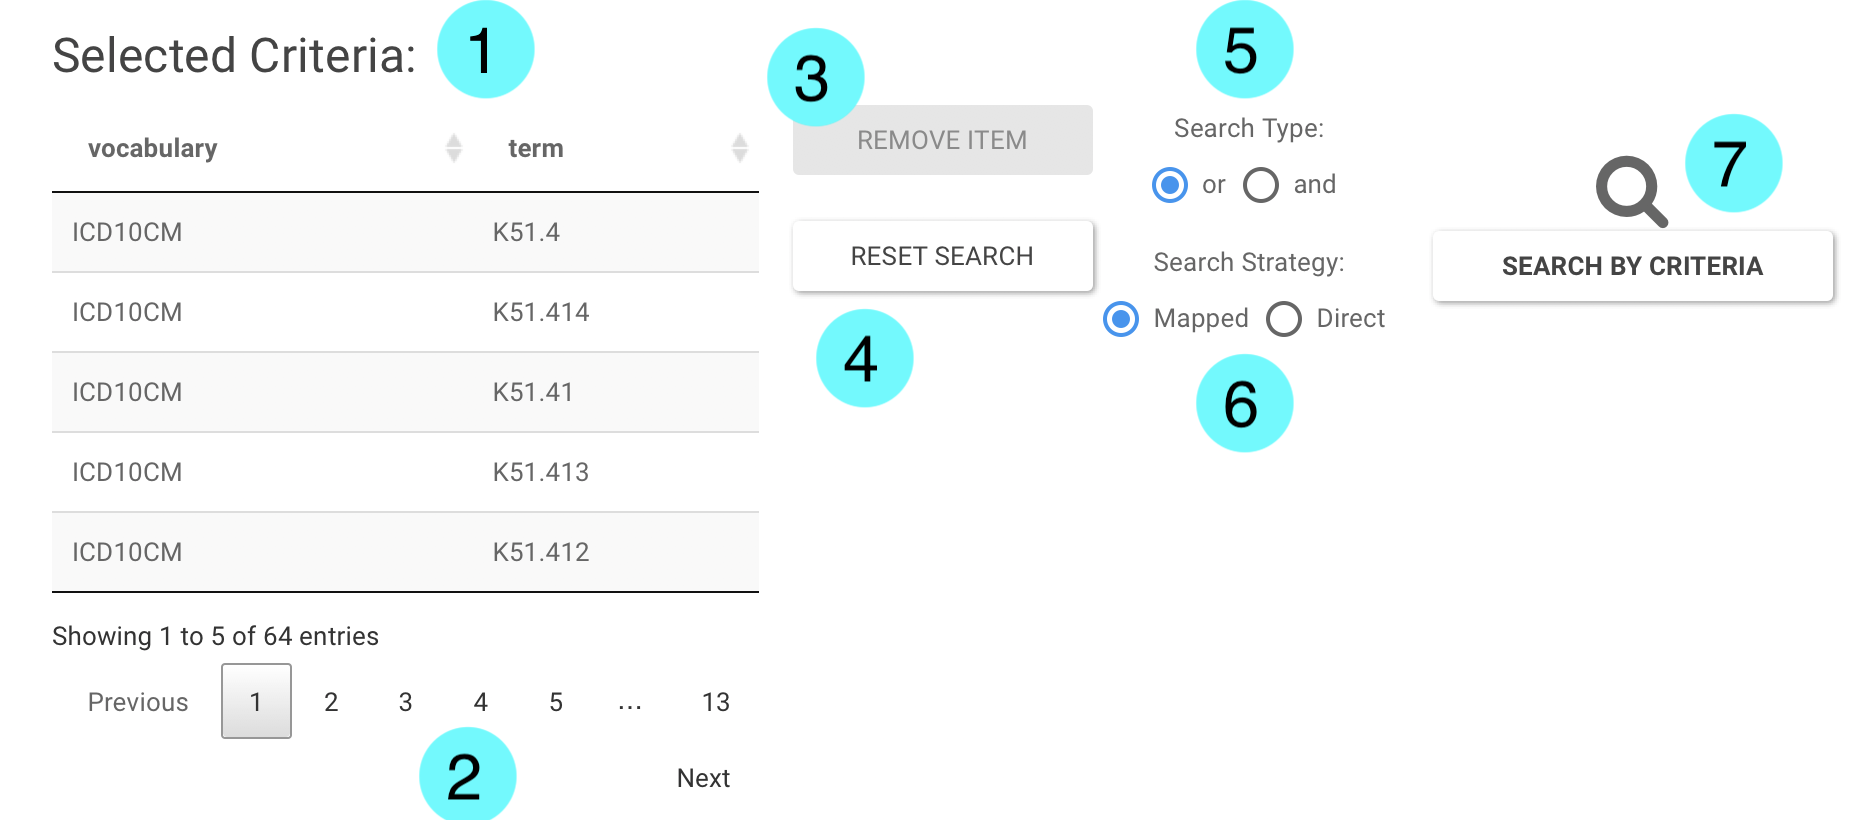 Selected Criteria:
1
vocabulary term
ICD10CM K51.4
ICD10CM K51.414
ICD10CM K51.41
ICD10CM K51.413
ICD10CM K51.412
Showing 1 to 5 of 64 entries
Previous 1 2 3 4 5 ... 13
Next
2
3
REMOVE ITEM
RESET SEARCH
4
5
Search Type:
or and
Search Strategy:
Mapped Direct
6
7
SEARCH BY CRITERIA